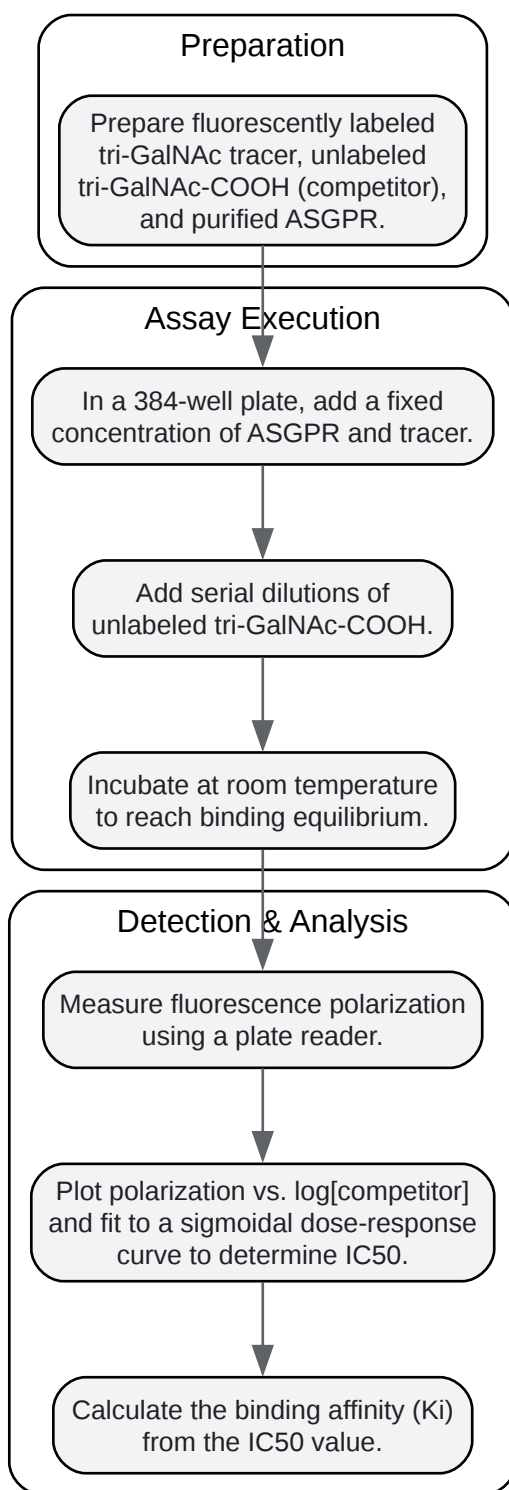 Preparation
Prepare fluorescently labeled
tri-GalNAc tracer, unlabeled
tri-GalNAc-COOH (competitor),
and purified ASGPR.
Assay Execution
In a 384-well plate, add a fixed
concentration of ASGPR and tracer.
Add serial dilutions of
unlabeled tri-GalNAc-COOH.
Incubate at room temperature
to reach binding equilibrium.
Detection & Analysis
Measure fluorescence polarization
using a plate reader.
Plot polarization vs. log[competitor]
and fit to a sigmoidal dose-response
curve to determine IC50.
Calculate the binding affinity (Ki)
from the IC50 value.